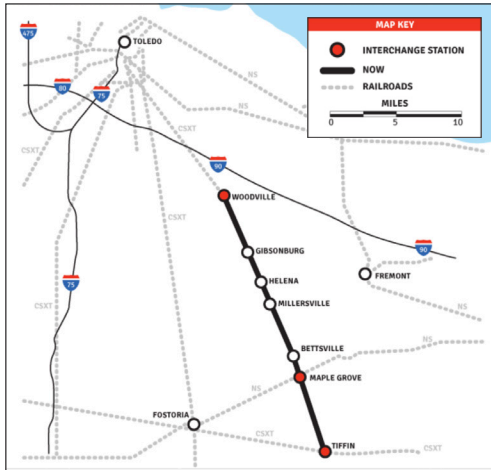 475
TOLEDO
80
75
NS
MAP KEY
INTERCHANGE STATION
NOW
RAILROADS
MILES
0
5
10
CSXT
NS
CSXT
90
WOODVILLE
CSXT
GIBSONBURG
90
FREMONT
HELENA
75
MILLERSVILLE
CSXT
NS
BETTSVILLE
NS
MAPLE GROVE
NS
FOSTORIA
CSXT
TIFFIN
CSXT